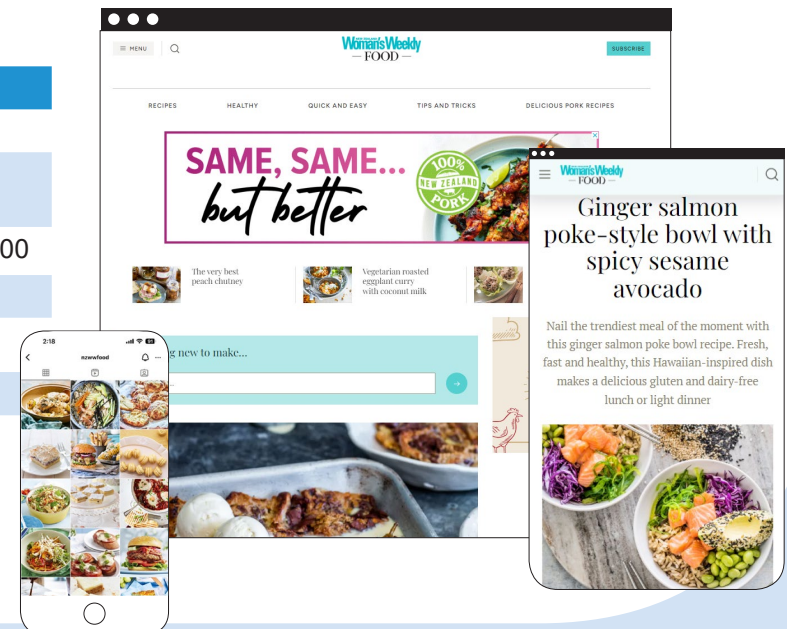 MENU
NEW ZEALAND
Woman's Weekly
— FOOD —
SUBSCRIBE
RECIPES HEALTHY QUICK AND EASY TIPS AND TRICKS DELICIOUS PORK RECIPES
SAME, SAME...
but better
100%
NEW ZEALAND
PORK
The very best
peach chutney
Vegetarian roasted
eggplant curry
with coconut milk
new to make...
00
2:18
nzwwfood
Woman's Weekly
— FOOD —
Ginger salmon
poke-style bowl with
spicy sesame
avocado
Nail the trendiest meal of the moment with
this ginger salmon poke bowl recipe. Fresh,
fast and healthy, this Hawaiian-inspired dish
makes a delicious gluten and dairy-free
lunch or light dinner